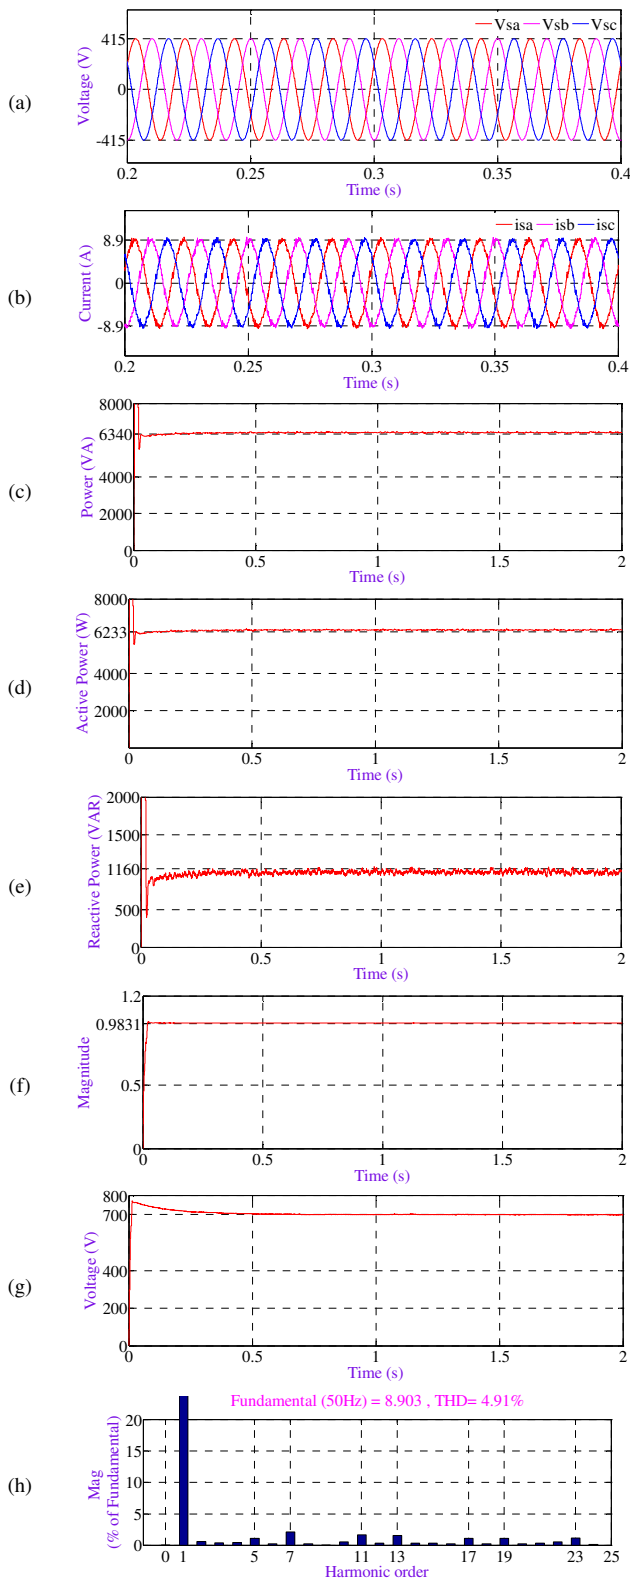 Vsa Vsb Vsc
415
0
-415
Voltage (V)
(a)
0.2 0.25 0.3 0.35 0.4
Time (s)
isa isb isc
8.9
0
-8.9
Current (A)
(b)
0.2 0.25 0.3 0.35 0.4
Time (s)
8000
6340
4000
2000
0
Power (VA)
(c)
0 0.5 1 1.5 2
Time (s)
8000
6233
4000
2000
Active Power (W)
(d)
0 0.5 1 1.5 2
Time (s)
2000
1500
1160
500
0
Reactive Power (VAR)
(e)
0 0.5 1 1.5 2
Time (s)
1.2
0.9831
0.5
0
Magnitude
(f)
0 0.5 1 1.5 2
Time (s)
800
700
400
200
0
Voltage (V)
(g)
0 0.5 1 1.5 2
Time (s)
Fundamental (50Hz) = 8.903 , THD= 4.91%
20
15
10
5
0
Mag
(% of Fundamental)
(h)
0 1 5 7 11 13 17 19 23 25
Harmonic order